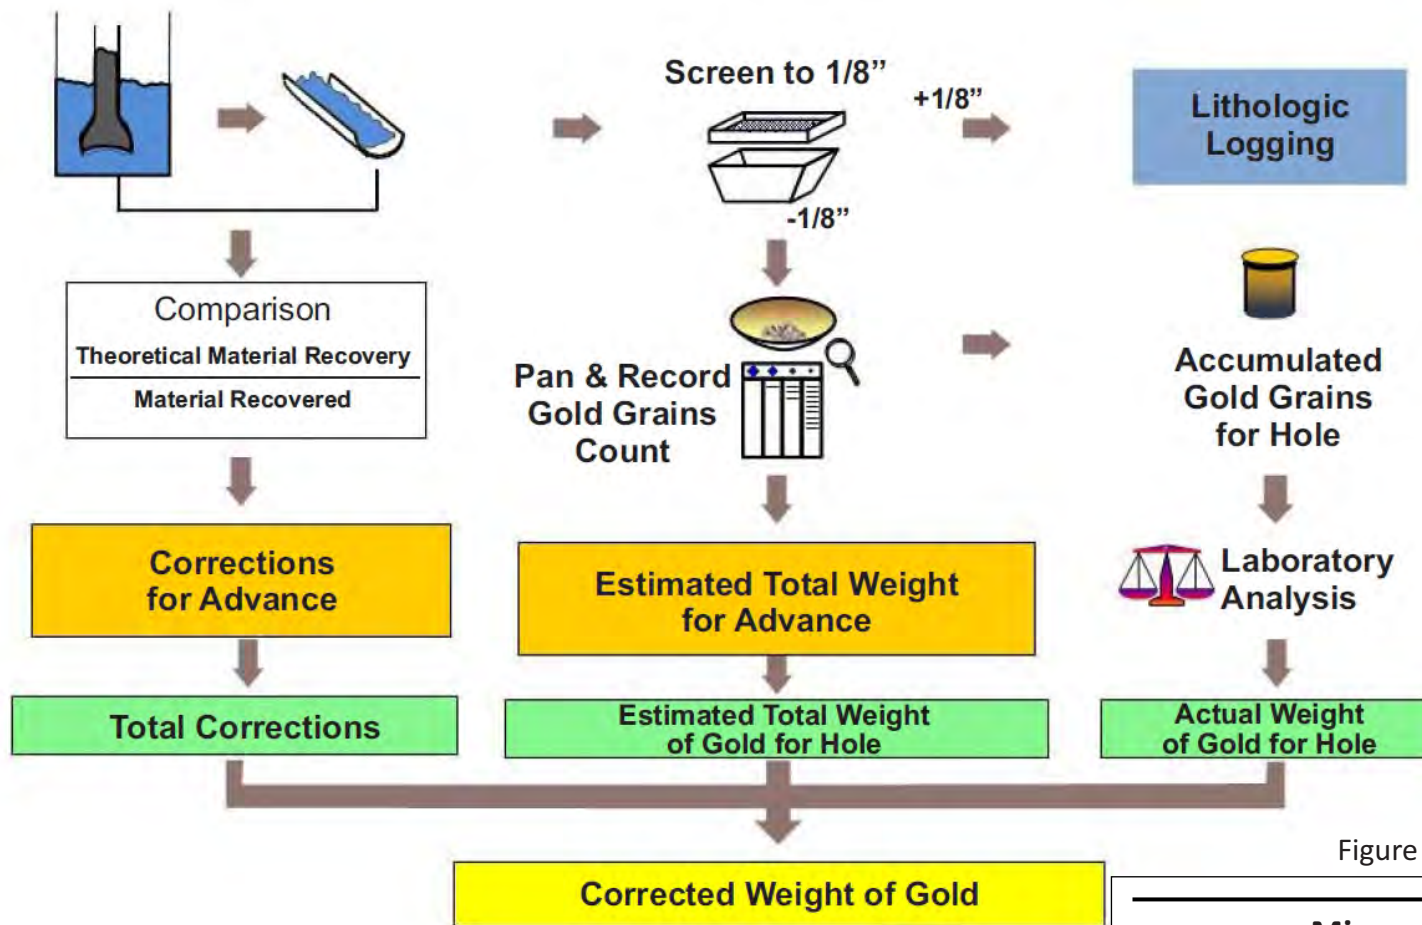 Screen to 1/8”
+1/8”
-1/8”
Lithologic
Logging
Comparison
Theoretical Material Recovery
Material Recovered
Pan & Record
Gold Grains
Count
Accumulated
Gold Grains
for Hole
Corrections
for Advance
Estimated Total Weight
for Advance
Laboratory
Analysis
Total Corrections
Estimated Total Weight
of Gold for Hole
Actual Weight
of Gold for Hole
Figure
Corrected Weight of Gold